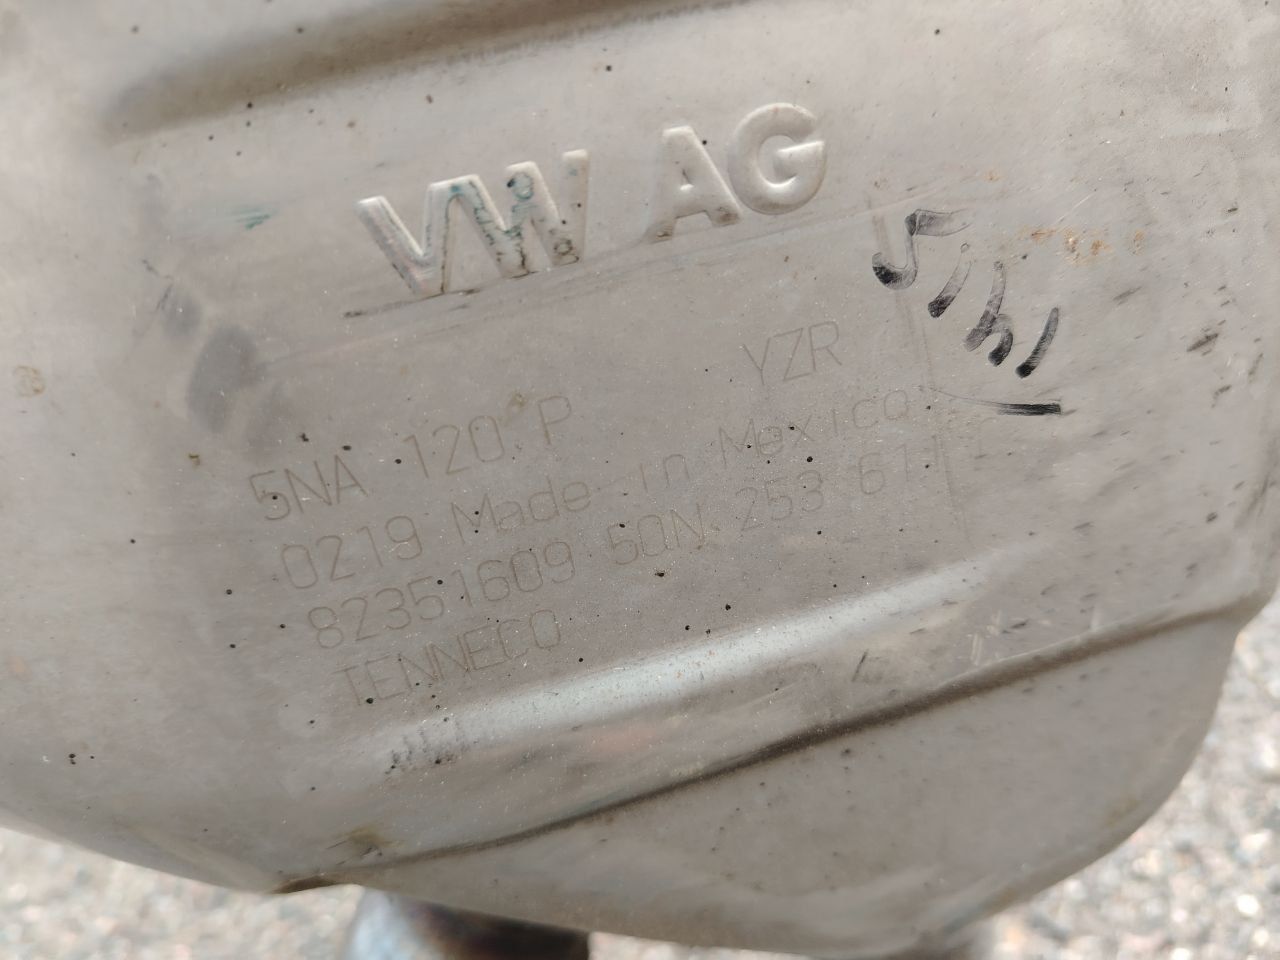 VW AG
5NA 120 P YZR
0219 Made in Mexico
82351609 5QN 253 611
TENNECO